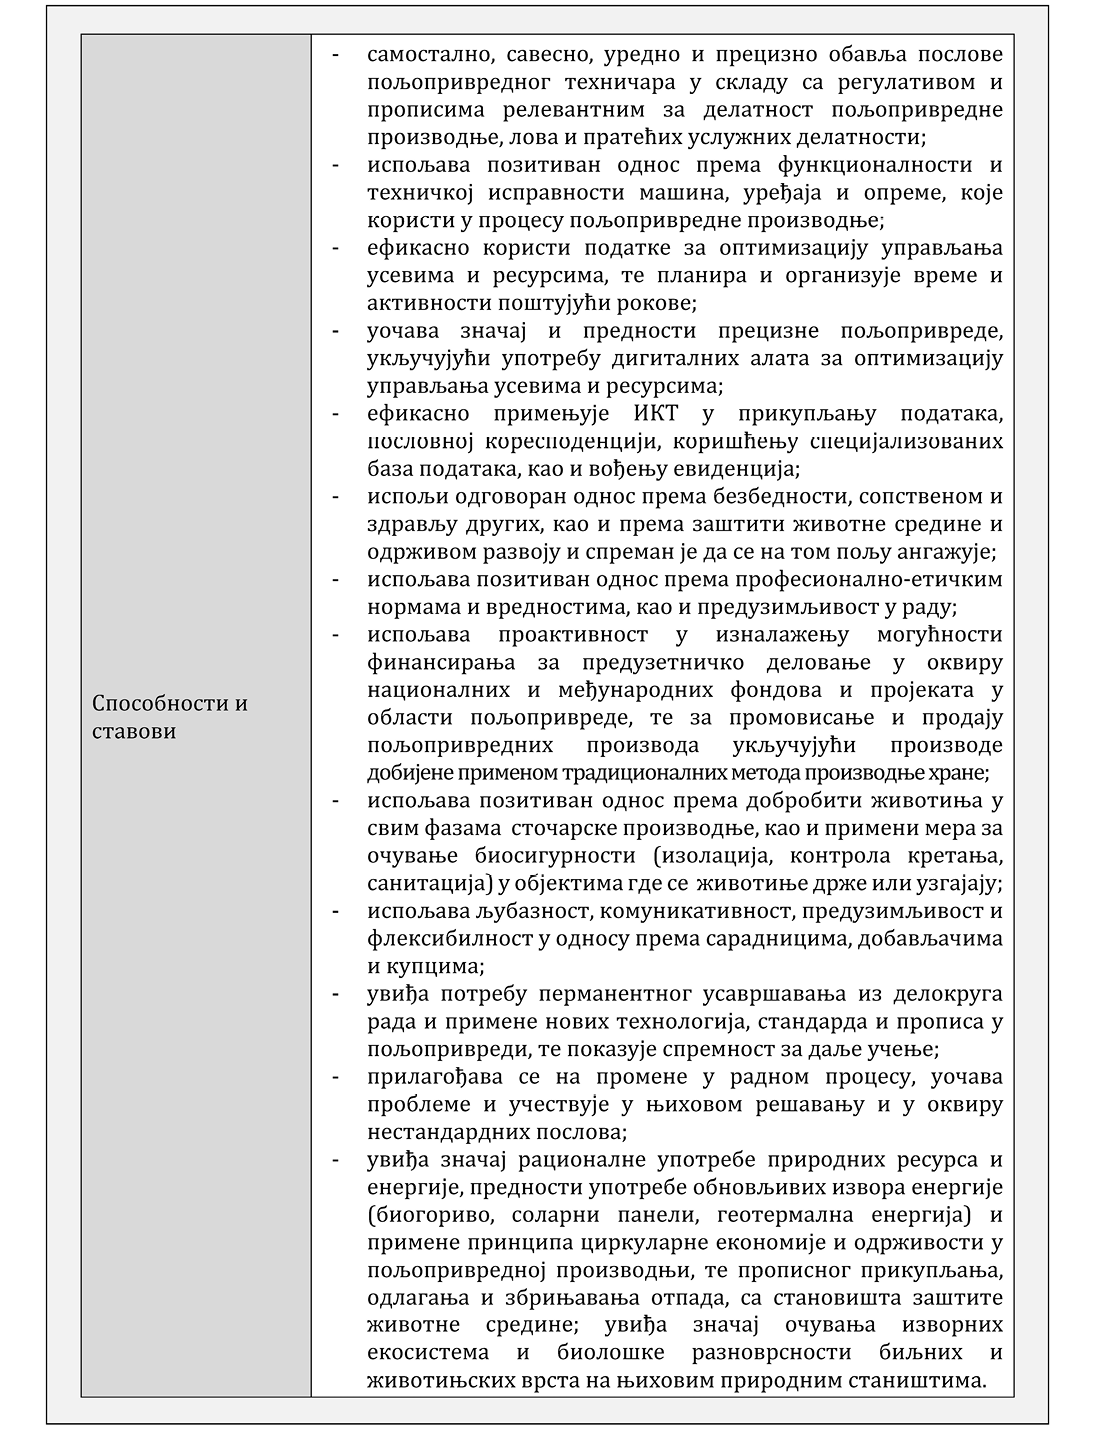 Способности и
ставови
- самостално, савесно, уредно и прецизно обавља послове
пољопривредног техничара у складу са регулативом и
прописима релевантним за делатност пољопривредне
производње, лова и пратећих услужних делатности;
- испољава позитиван однос према функционалности и
техничкој исправности машина, уређаја и опреме, које
користи у процесу пољопривредне производње;
- ефикасно користи податке за оптимизацију управљања
усевима и ресурсима, те планира и организује време и
активности поштујући рокове;
- уочава значај и предности прецизне пољопривреде,
укључујући употребу дигиталних алата за оптимизацију
управљања усевима и ресурсима;
- ефикасно примењује ИКТ у прикупљању података,
пословној коресподенцији, коришћењу специјализованих
база података, као и вођењу евиденција;
- испољи одговоран однос према безбедности, сопственом и
здрављу других, као и према заштити животне средине и
одрживом развоју и спреман је да се на том пољу ангажује;
- испољава позитиван однос према професионално-етичким
нормама и вредностима, као и предузимљивост у раду;
- испољава проактивност у изналажењу могућности
финансирања за предузетничко деловање у оквиру
националних и међународних фондова и пројеката у
области пољопривреде, те за промовисање и продају
пољопривредних производа укључујући производе
добијене применом традиционалних метода производње хране;
- испољава позитиван однос према добробити животиња у
свим фазама сточарске производње, као и примени мера за
очување биосигурности (изолација, контрола кретања,
санитација) у објектима где се животиње држе или узгајају;
- испољава љубазност, комуникативност, предузимљивост и
флексибилност у односу према сарадницима, добављачима
и купцима;
- увиђа потребу перманентног усавршавања из делокруга
рада и примене нових технологија, стандарда и прописа у
пољопривреди, те показује спремност за даље учење;
- прилагођава се на промене у радном процесу, уочава
проблеме и учествује у њиховом решавању и у оквиру
нестандардних послова;
- увиђа значај рационалне употребе природних ресурса и
енергије, предности употребе обновљивих извора енергије
(биогориво, соларни панели, геотермална енергија) и
примене принципа циркуларне економије и одрживости у
пољопривредној производњи, те прописног прикупљања,
одлагања и збрињавања отпада, са становишта заштите
животне средине; увиђа значај очувања изворних
екосистема и биолошке разноврсности биљних и
животињских врста на њиховим природним стаништима.